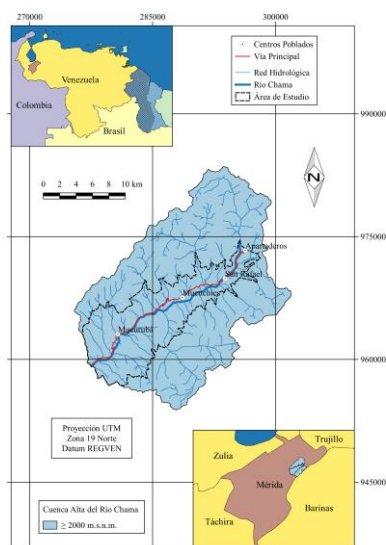 270000
285000
300000
Venezuela
Colombia
Brasil
Centros Poblados
Vía Principal
Red Hidrológica
Río Chama
Área de Estudio
990000
0 2 4 6 8 10 km
N
975000
Apartaderos
San Rafael
Mucuchíes
Mucurubá
960000
Proyección UTM
Zona 19 Norte
Datum REGVEN
Zulia
Trujillo
Mérida
Barinas
Táchira
945000
Cuenca Alta del Río Chama
≥ 2000 m.s.n.m.